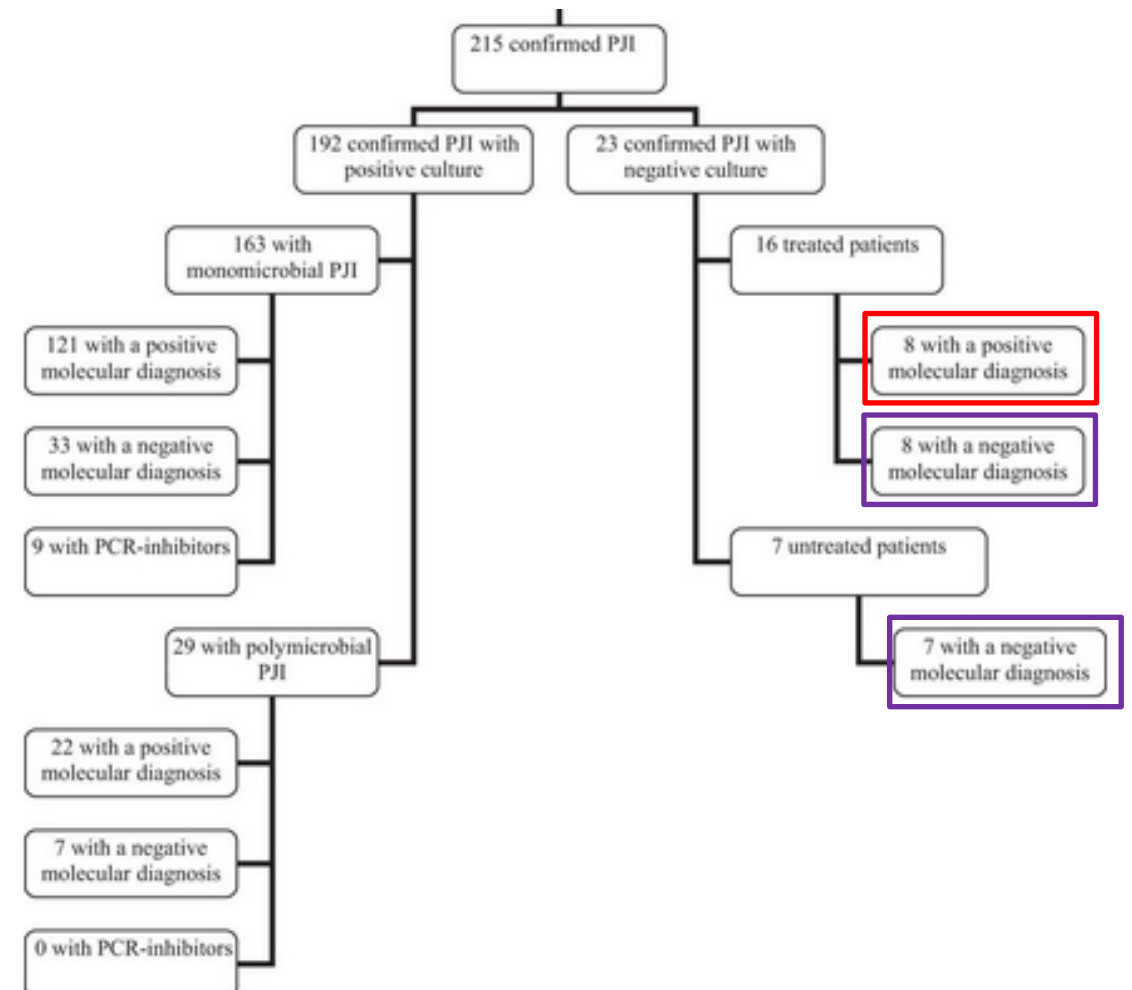 215 confirmed PJI
192 confirmed PJI with
positive culture
23 confirmed PJI with
negative culture
163 with
monomicrobial PJI
16 treated patients
121 with a positive
molecular diagnosis
8 with a positive
molecular diagnosis
33 with a negative
molecular diagnosis
8 with a negative
molecular diagnosis
9 with PCR-inhibitors
7 untreated patients
29 with polymicrobial
PJI
7 with a negative
molecular diagnosis
22 with a positive
molecular diagnosis
7 with a negative
molecular diagnosis
0 with PCR-inhibitors